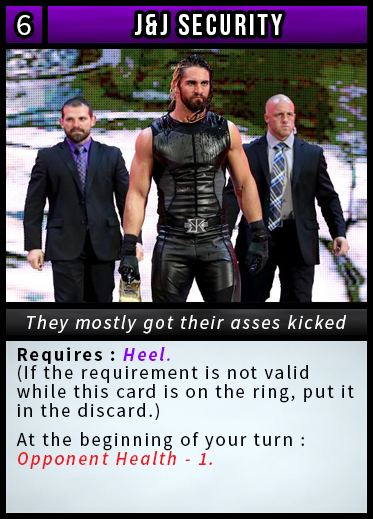 6 J&J SECURITY
They mostly got their asses kicked
Requires : Heel.
(If the requirement is not valid
while this card is on the ring, put it
in the discard.)
At the beginning of your turn :
Opponent Health - 1.